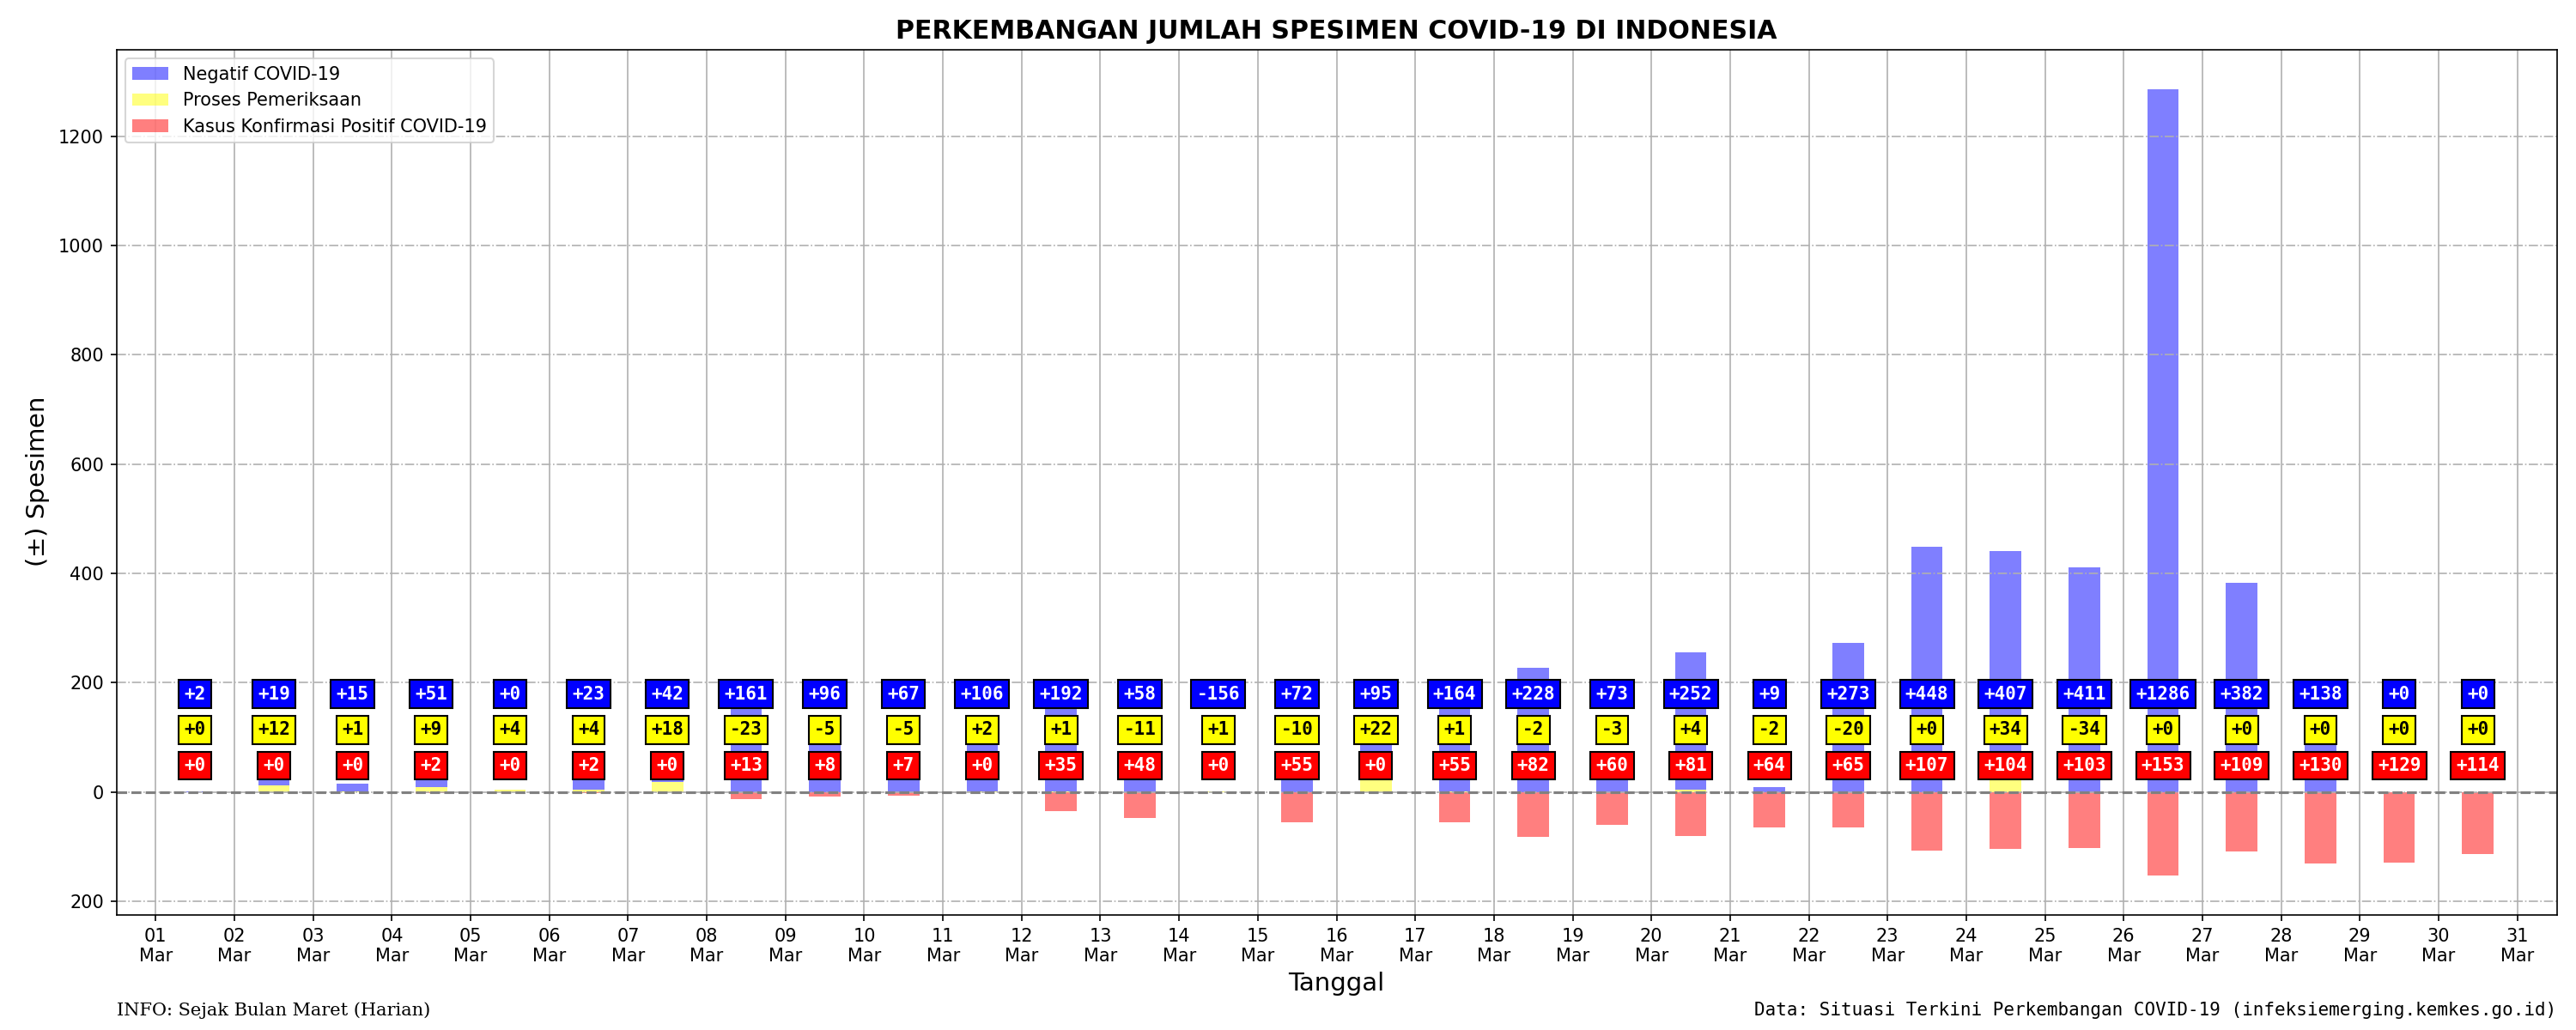 PERKEMBANGAN JUMLAH SPESIMEN COVID-19 DI INDONESIA
Negatif COVID-19
Proses Pemeriksaan
Kasus Konfirmasi Positif COVID-19
(±) Spesimen
1200
1000
800
600
400
200
0
200
+2 +19 +15 +51 +0 +23 +42 +161 +96 +67 +106 +192 +58 -156 +72 +95 +164 +228 +73 +252 +9 +273 +448 +407 +411 +1286 +382 +138 +0 +0
+0 +12 +1 +9 +4 +4 +18 -23 -5 -5 +2 +1 -11 +1 -10 +22 +1 -2 -3 +4 -2 -20 +0 +34 -34 +0 +0 +0 +0 +0
+0 +0 +0 +2 +0 +2 +0 +13 +8 +7 +0 +35 +48 +0 +55 +0 +55 +82 +60 +81 +64 +65 +107 +104 +103 +153 +109 +130 +129 +114
01 02 03 04 05 06 07 08 09 10 11 12 13 14 15 16 17 18 19 20 21 22 23 24 25 26 27 28 29 30 31
Mar Mar Mar Mar Mar Mar Mar Mar Mar Mar Mar Mar Mar Mar Mar Mar Mar Mar Mar Mar Mar Mar Mar Mar Mar Mar Mar Mar Mar Mar Mar
Tanggal
INFO: Sejak Bulan Maret (Harian)
Data: Situasi Terkini Perkembangan COVID-19 (infeksiemerging.kemkes.go.id)